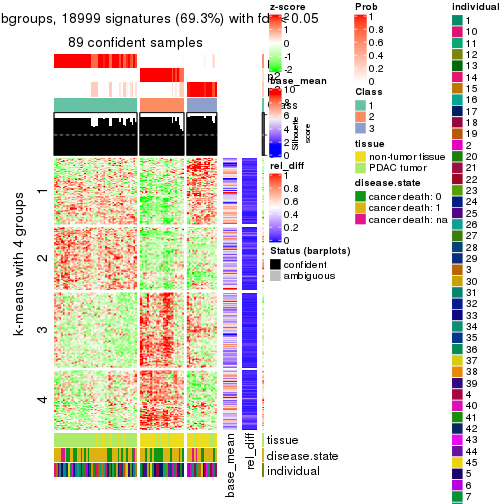 bgroups, 18999 signatures (69.3%) with fdr < 0.05
89 confident samples
p2
Class
1
2
3
4
k-means with 4 groups
Silhouette
score
tissue
disease.state
individual
base_mean
rel_diff
z-score
2
1
0
-1
-2
base_mean
10
8
6
4
2
0
rel_diff
1
0.8
0.6
0.4
0.2
0
Status (barplots)
confident
ambiguous
Prob
1
0.8
0.6
0.4
0.2
0
Class
1
2
3
tissue
non-tumor tissue
PDAC tumor
disease.state
cancer death: 0
cancer death: 1
cancer death: na
individual
1
10
11
12
13
14
15
16
17
18
19
2
20
21
22
23
24
25
26
27
28
29
3
30
31
32
33
34
35
36
37
38
39
4
40
41
42
43
44
45
5
6
7